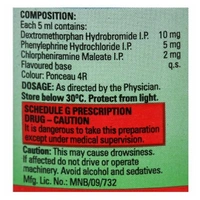 COMPOSITION:
Each 5 ml contains:
Dextromethorphan Hydrobromide I.P. 10 mg
Phenylephrine Hydrochloride I.P. 5 mg
Chlorpheniramine Maleate I.P. 2 mg
Flavoured base q.s.
Colour: Ponceau 4R
DOSAGE: As directed by the Physician.
Store below 30°C. Protect from light.
SCHEDULE G PRESCRIPTION
DRUG – CAUTION
It is dangerous to take this preparation
except under medical supervision.
Caution: This may cause drowsiness.
If affected do not drive or operate
machinery. Avoid alcohol and sedatives.
Mfg. Lic. No.: MNB/09/732